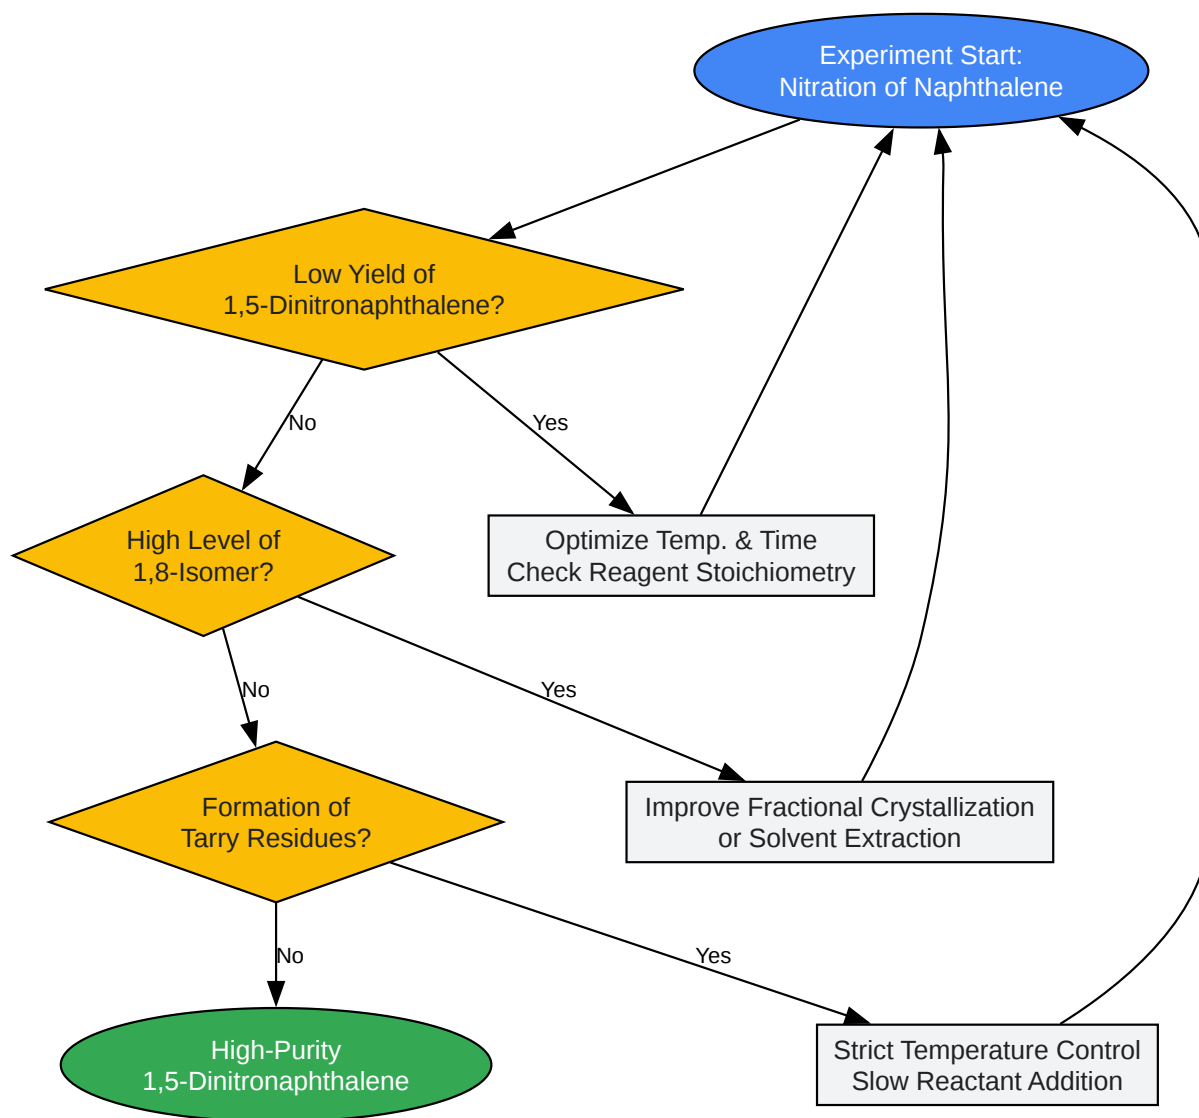 Experiment Start:
Nitration of Naphthalene
Low Yield of
1,5-Dinitronaphthalene?
No
Yes
High Level of
1,8-Isomer?
Optimize Temp. & Time
Check Reagent Stoichiometry
No
Yes
Formation of
Tarry Residues?
Improve Fractional Crystallization
or Solvent Extraction
No
Yes
High-Purity
1,5-Dinitronaphthalene
Strict Temperature Control
Slow Reactant Addition